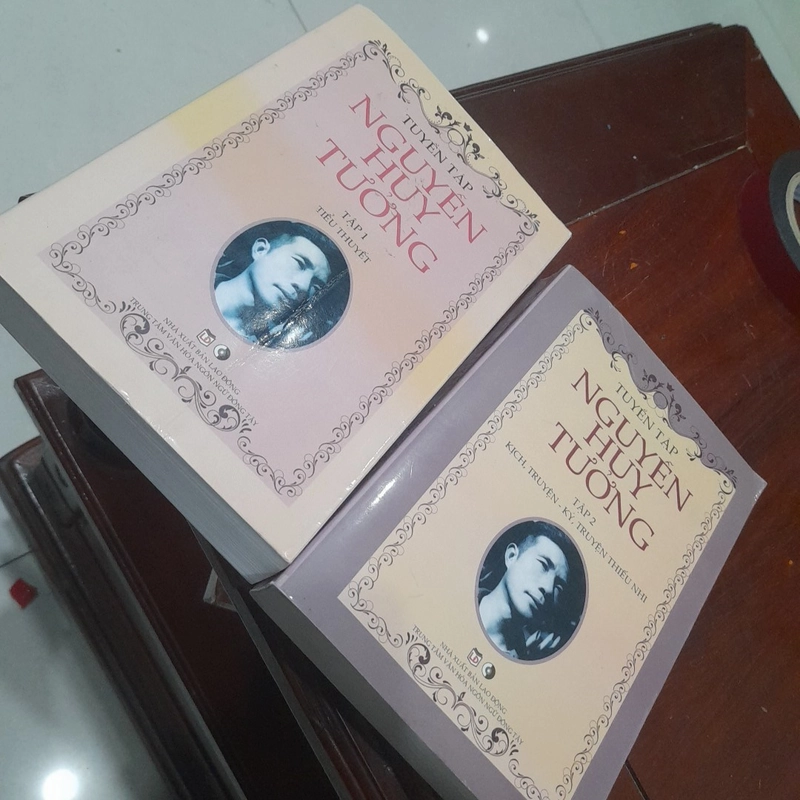 TUYỂN TẬP
NGUYỄN
HUY
TƯỞNG
TẬP 1
TIỂU THUYẾT
NHÀ XUẤT BẢN LAO ĐỘNG
TRUNG TÂM VĂN HÓA NGÔN NGỮ ĐÔNG TÂY
TUYỂN TẬP
NGUYỄN
HUY
TƯỞNG
TẬP 2
KỊCH, TRUYỆN - KÝ, TRUYỆN THIẾU NHI
NHÀ XUẤT BẢN LAO ĐỘNG
TRUNG TÂM VĂN HÓA NGÔN NGỮ ĐÔNG TÂY